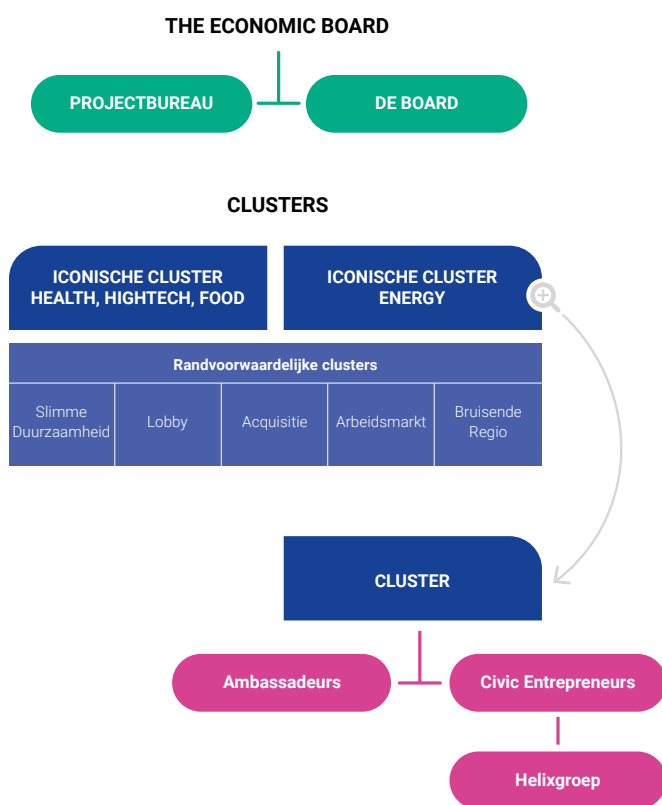 THE ECONOMIC BOARD
PROJECTBUREAU
DE BOARD
CLUSTERS
ICONISCHE CLUSTER
HEALTH, HIGHTECH, FOOD
ICONISCHE CLUSTER
ENERGY
Randvoorwaardelijke clusters
Slimme
Duurzaamheid
Lobby
Acquisitie
Arbeidsmarkt
Bruisende
Regio
CLUSTER
Ambassadeurs
Civic Entrepreneurs
Helixgroep